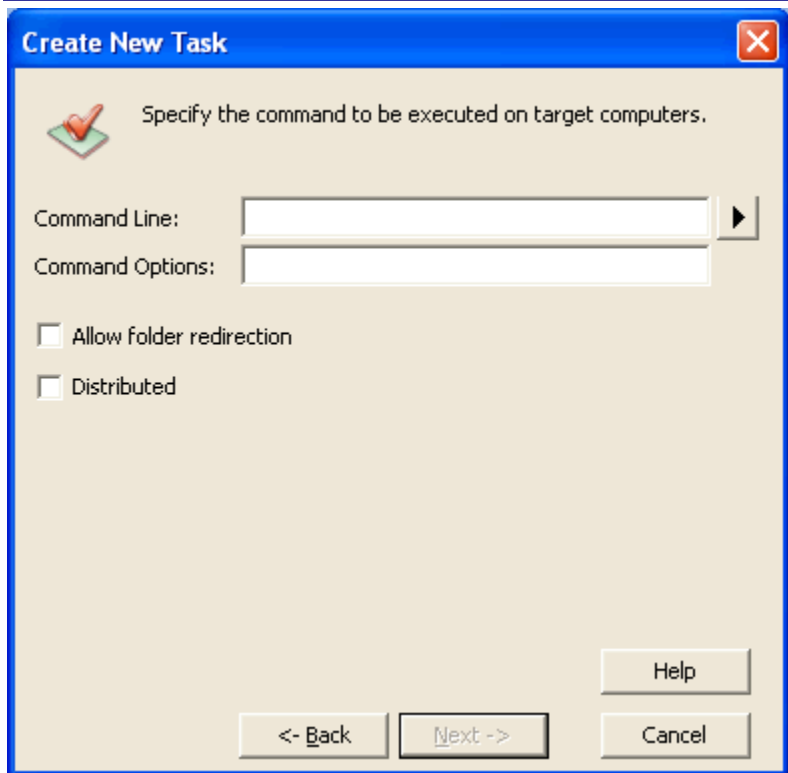 Create New Task
Specify the command to be executed on target computers.
Command Line:
Command Options:
Allow folder redirection
Distributed
Help
<- Back
Next ->
Cancel